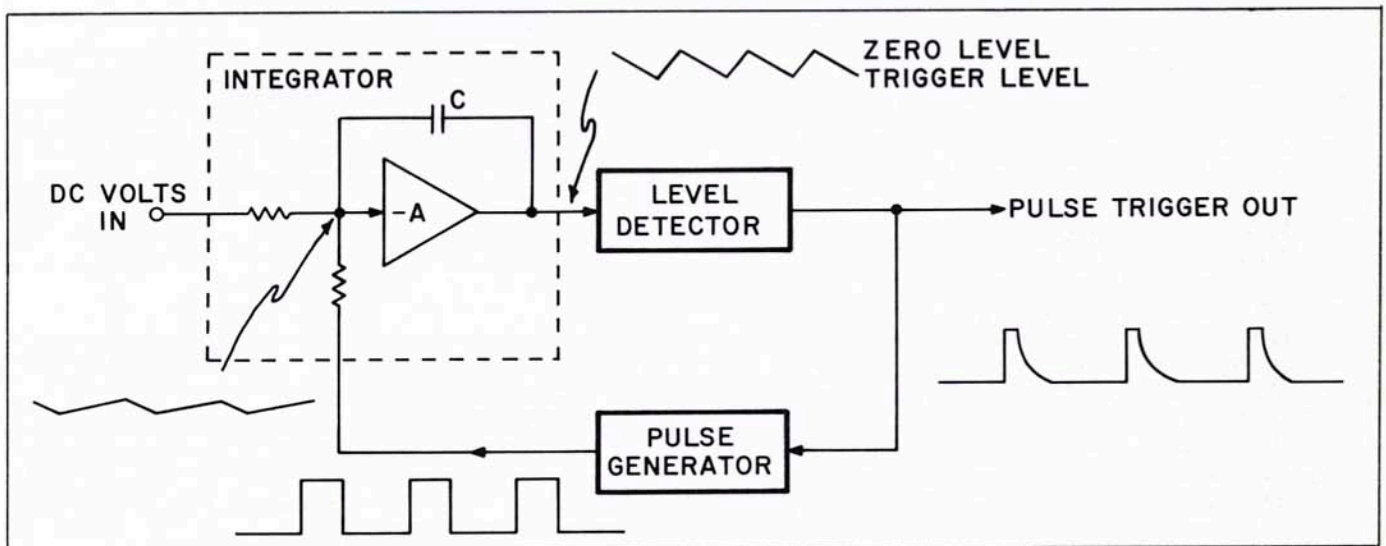 INTEGRATOR
C
ZERO LEVEL
TRIGGER LEVEL
DC VOLTS
IN
-A
LEVEL
DETECTOR
PULSE TRIGGER OUT
PULSE
GENERATOR